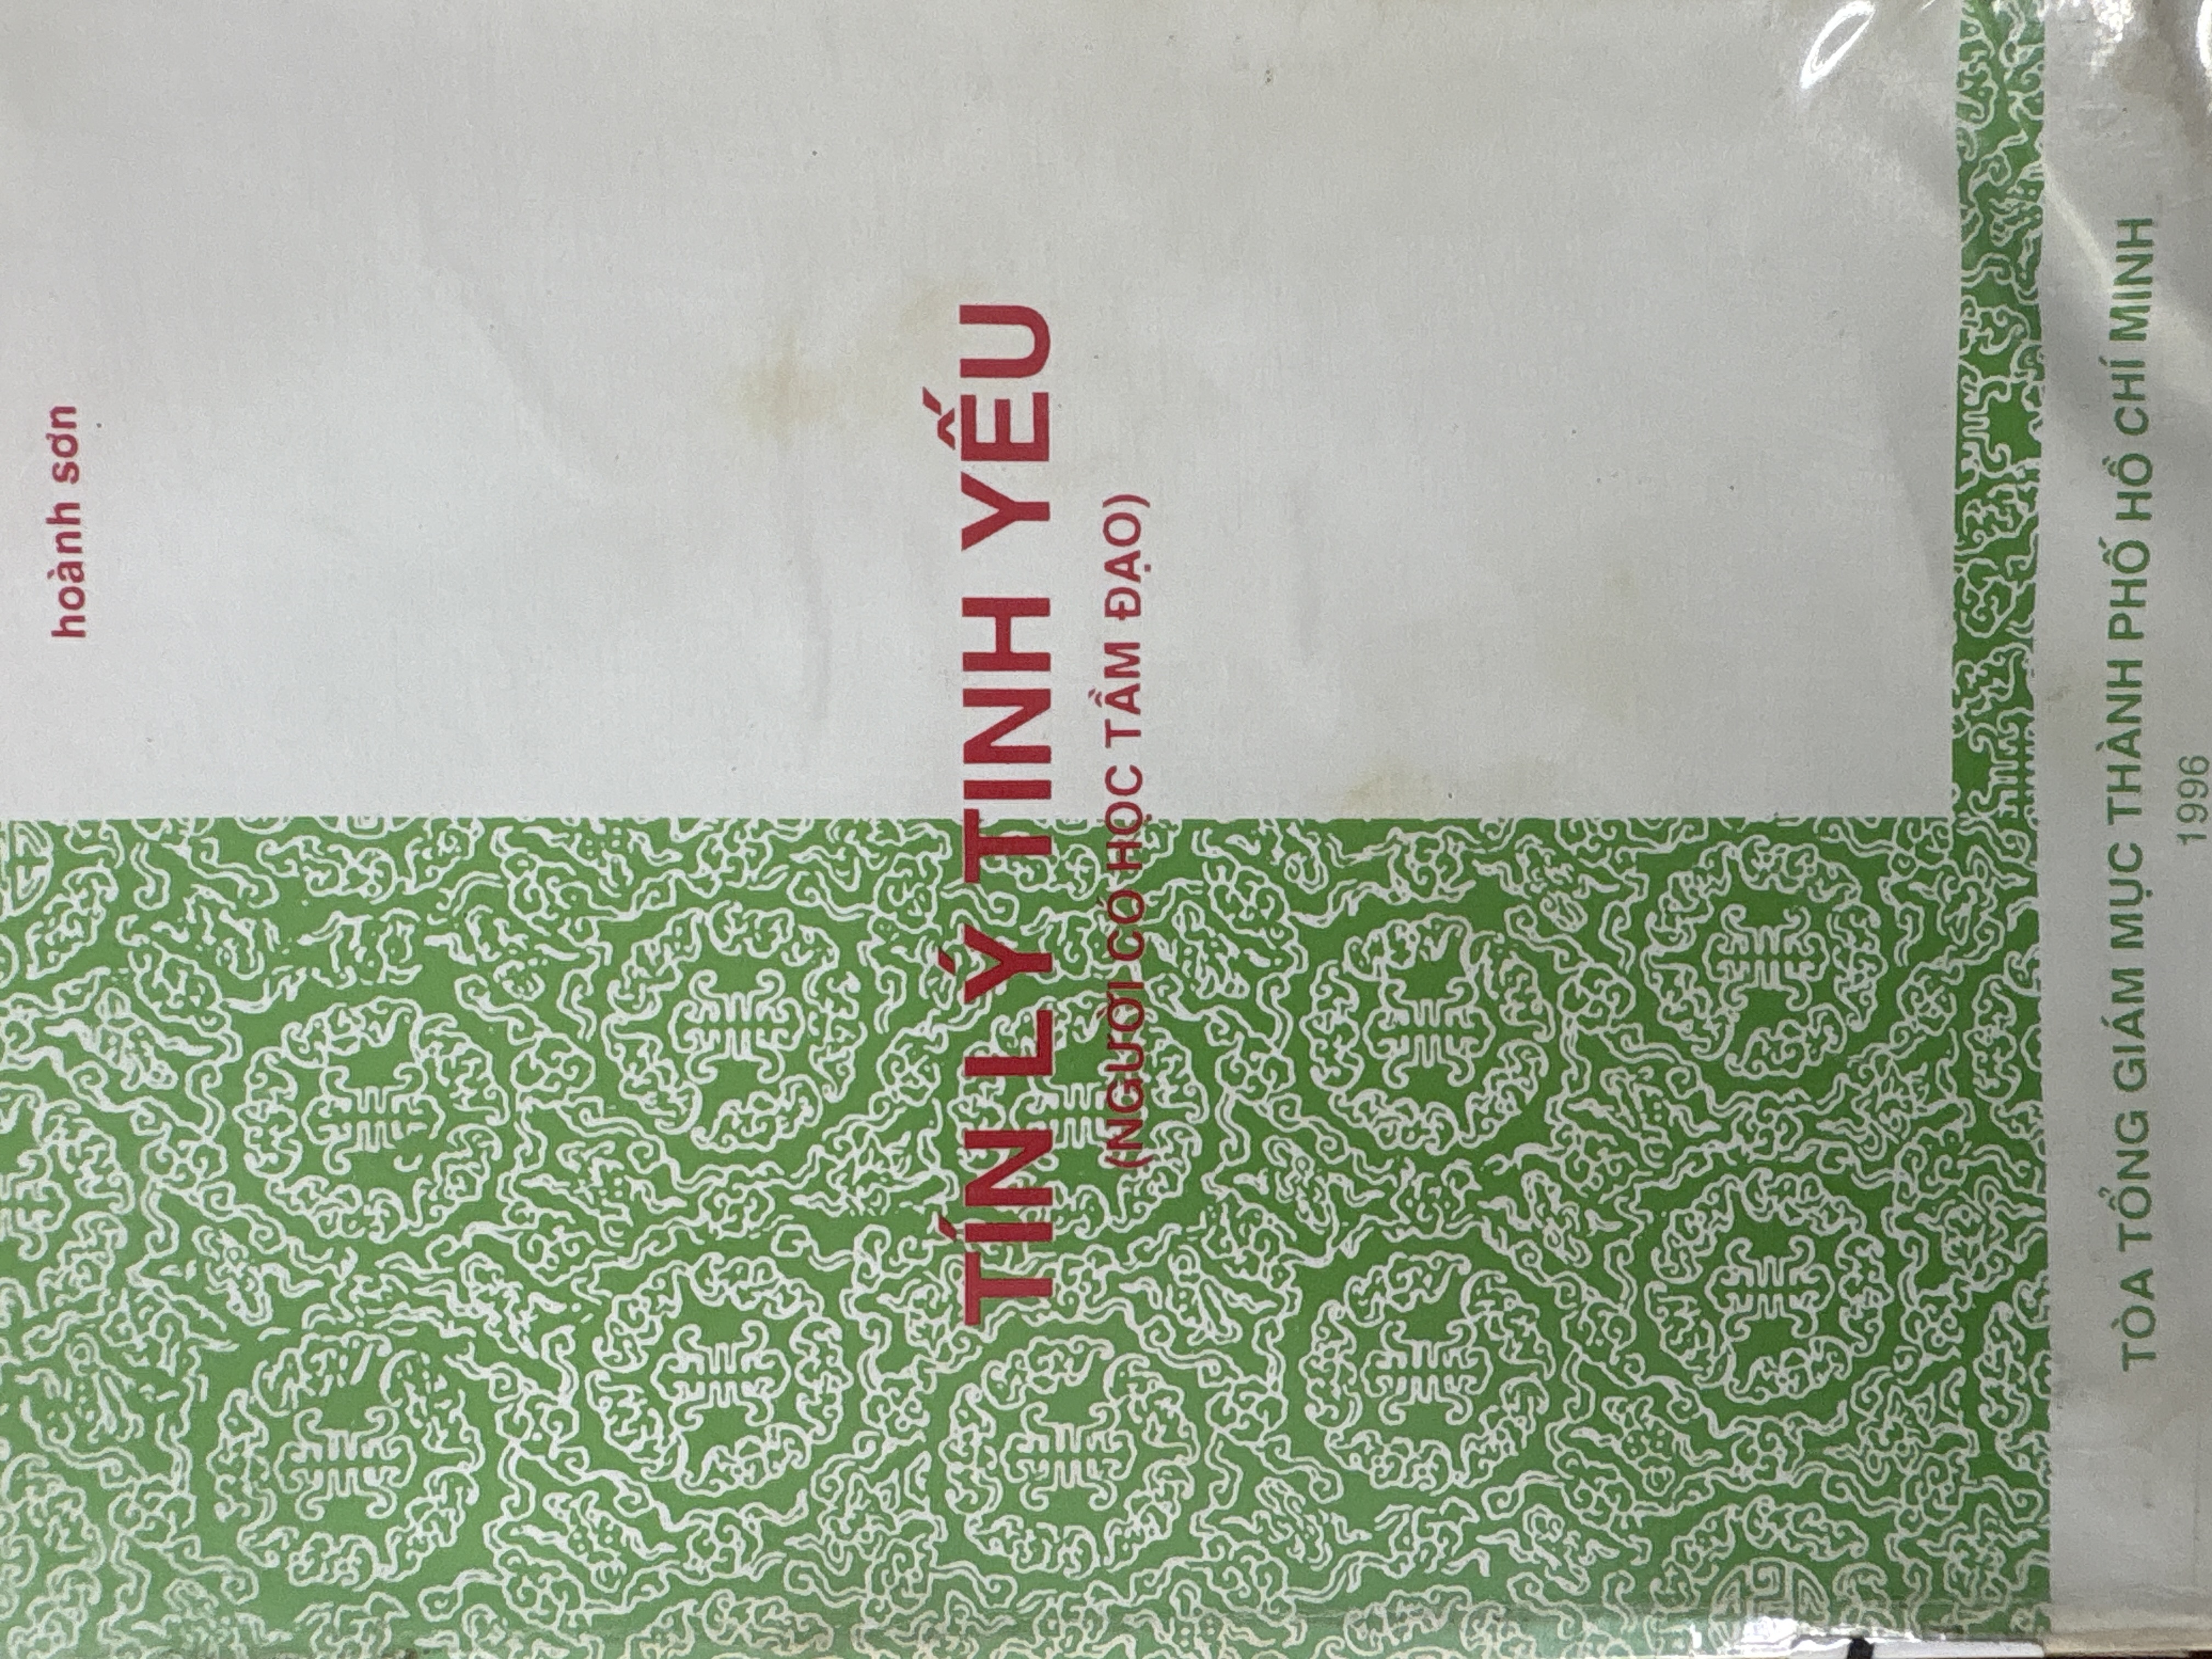 hoành sơn
TÍN LÝ TINH YẾU
(NGƯỜI CÓ HỌC TẦM ĐẠO)
TÒA TỔNG GIÁM MỤC THÀNH PHỐ HỒ CHÍ MINH
1996